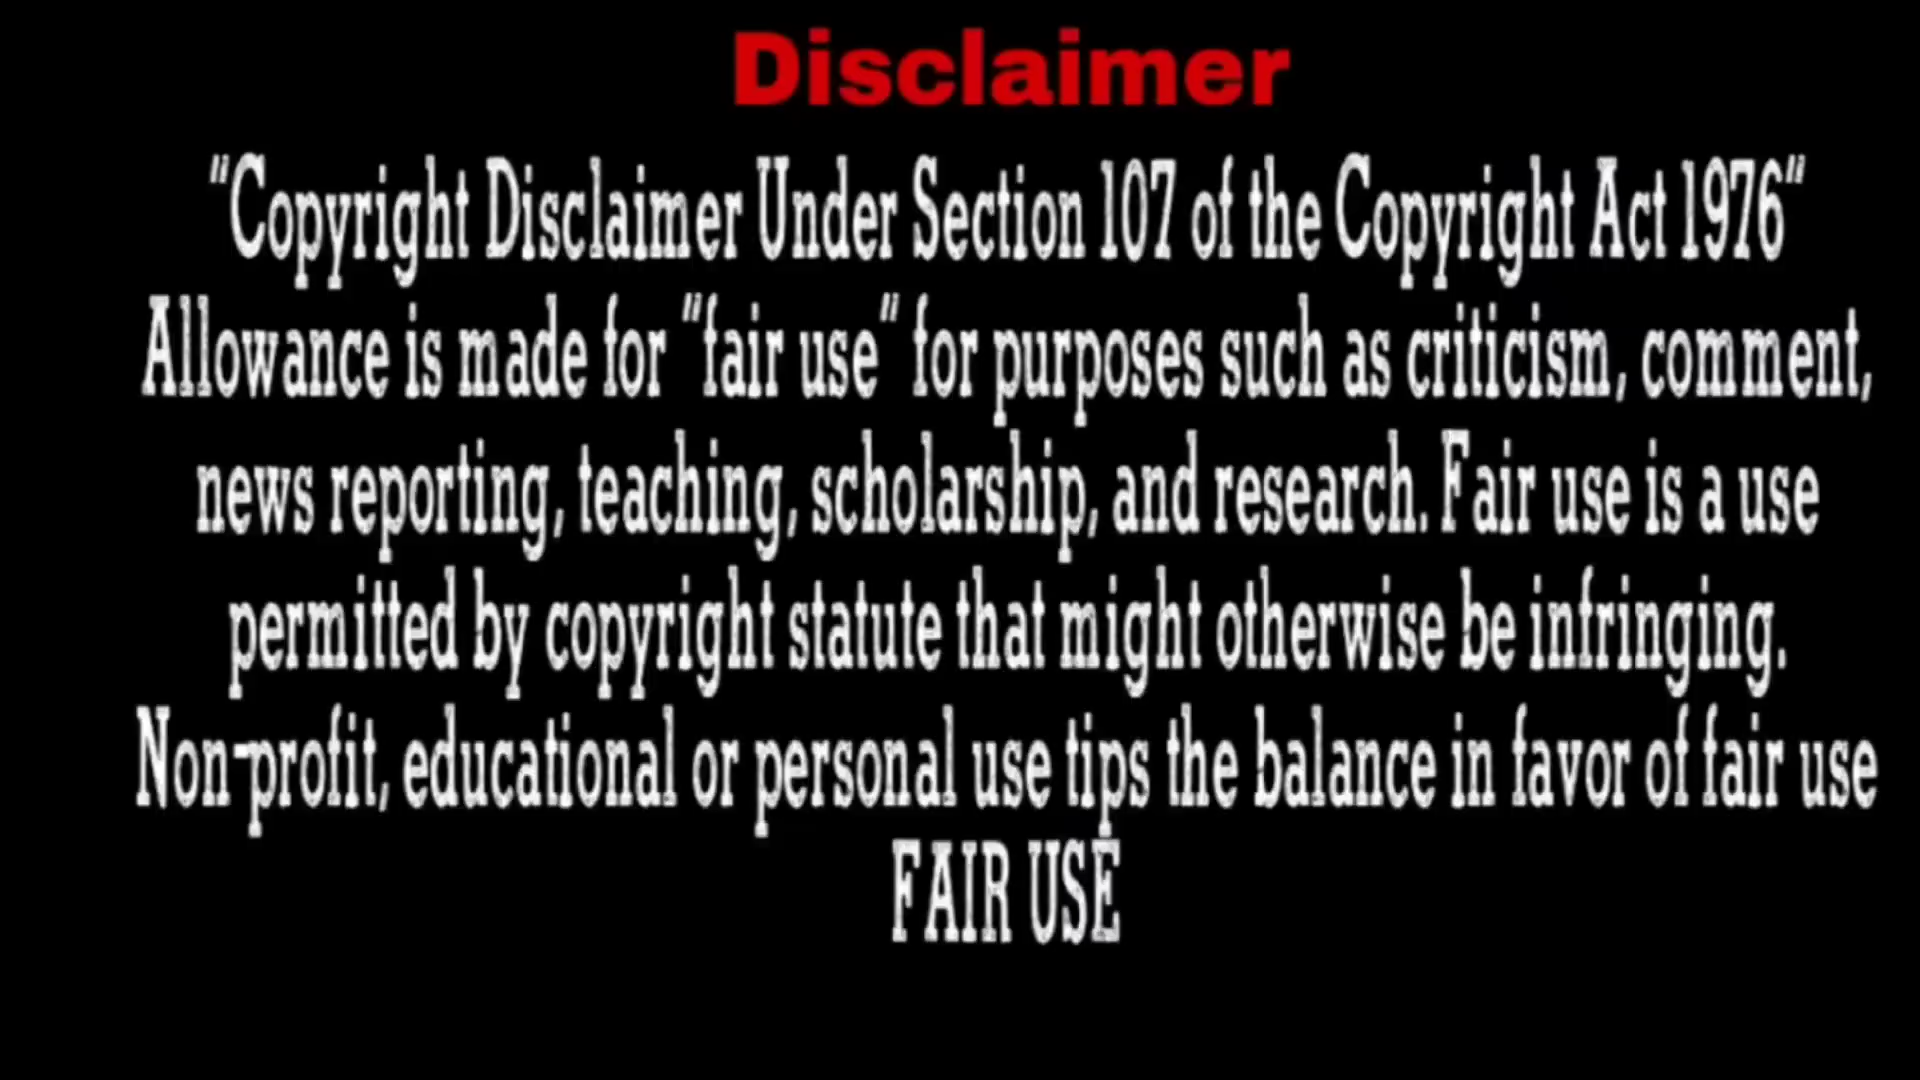 Disclaimer
"Copyright Disclaimer Under Section 107 of the Copyright Act 1976"
Allowance is made for "fair use" for purposes such as criticism, comment,
news reporting, teaching, scholarship, and research. Fair use is a use
permitted by copyright statute that might otherwise be infringing.
Non-profit, educational or personal use tips the balance in favor of fair use
FAIR USE